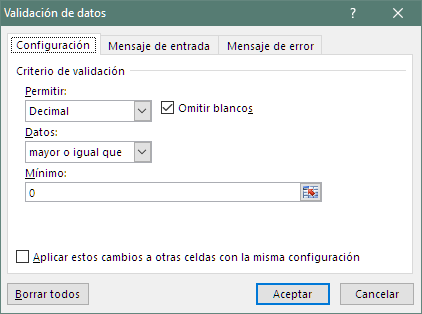 Validación de datos
Configuración
Mensaje de entrada
Mensaje de error
Criterio de validación
Permitir:
Decimal
Omitir blancos
Datos:
mayor o igual que
Mínimo:
0
Aplicar estos cambios a otras celdas con la misma configuración
Borrar todos
Aceptar
Cancelar